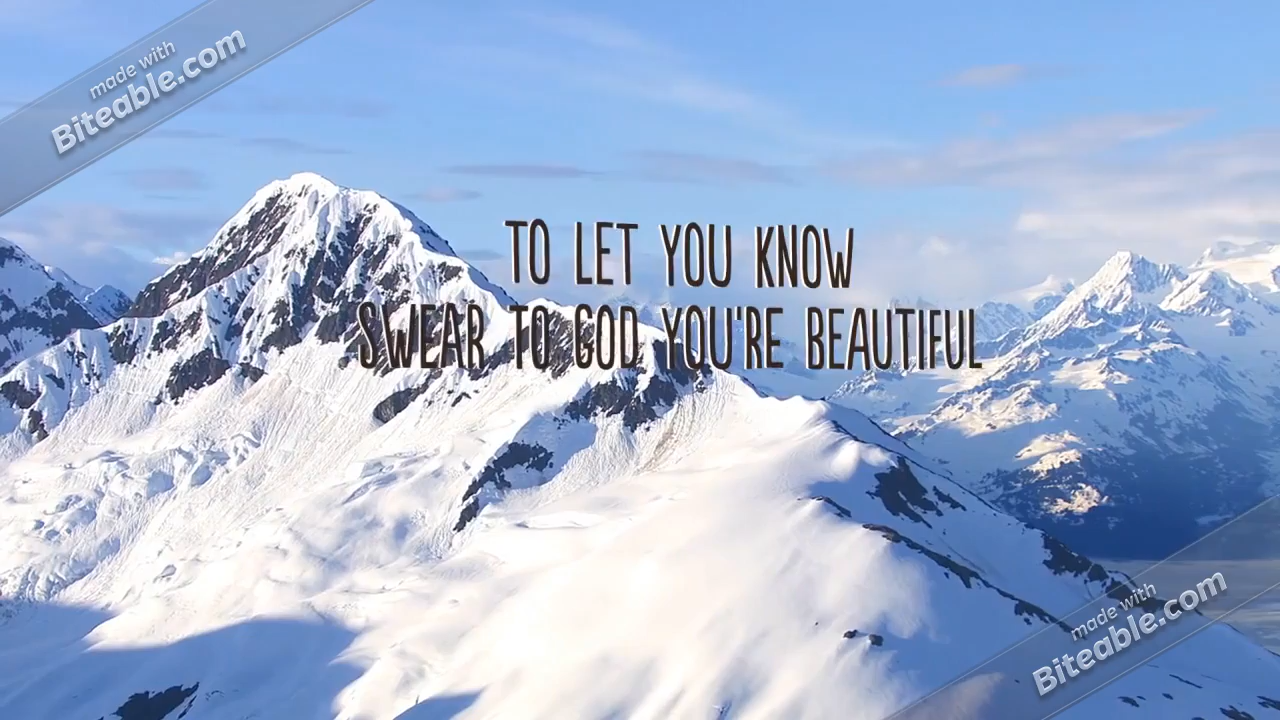 made with
Biteable.com
TO LET YOU KNOW
SWEAR TO GOD YOU'RE BEAUTIFUL
made with
Biteable.com